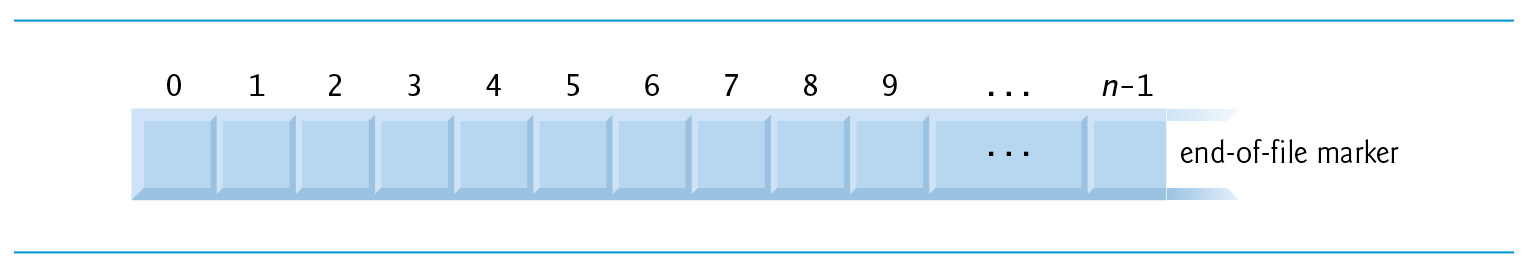 0 1 2 3 4 5 6 7 8 9 ... n-1
... end-of-file marker